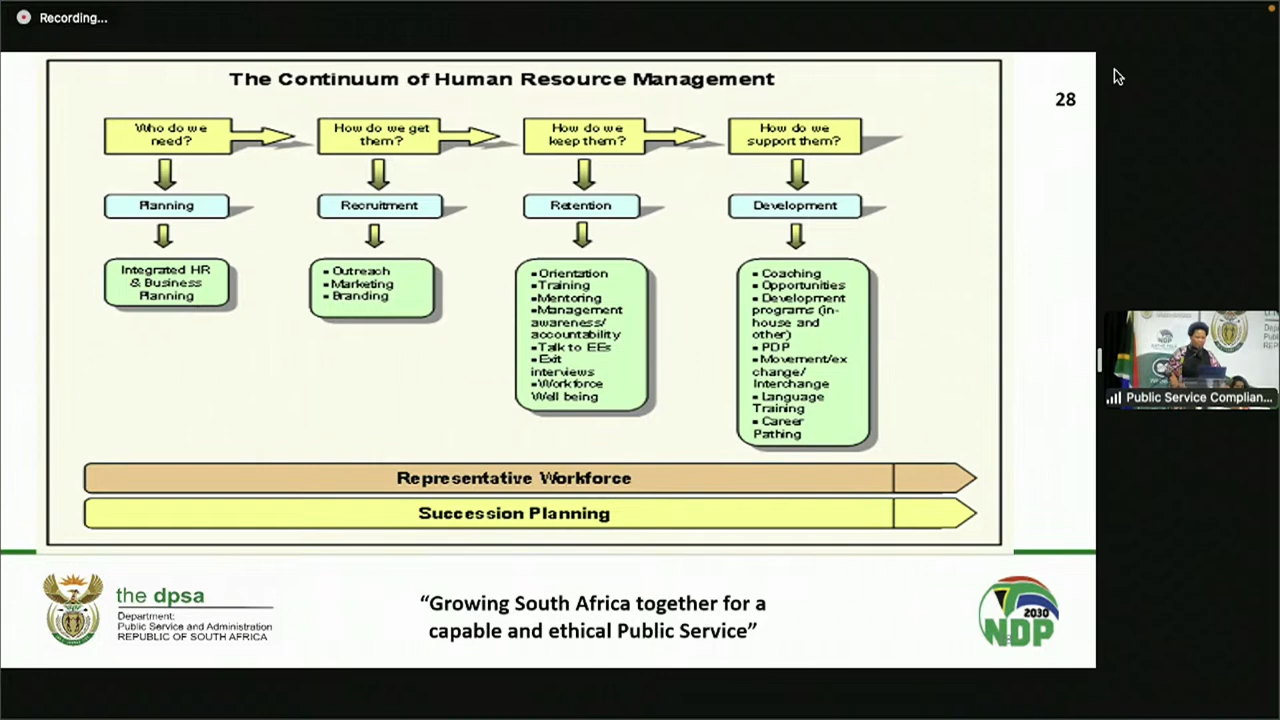 Recording...
The Continuum of Human Resource Management
28
Who do we
need?
How do we get
them?
How do we
keep them?
How do we
support them?
Planning
Recruitment
Retention
Development
Integrated HR
& Business
Planning
▪ Outreach
▪ Marketing
▪ Branding
▪Orientation
▪Training
▪Mentoring
▪Management
awareness/
accountability
▪Talk to EEs
▪Exit
interviews
▪Workforce
Well being
▪ Coaching
▪ Opportunities
▪ Development
programs (in-
house and
other)
▪ PDP
▪ Movement/ex
change/
Interchange
▪ Language
Training
▪ Career
Pathing
Representative Workforce
Succession Planning
the dpsa
Department:
Public Service and Administration
REPUBLIC OF SOUTH AFRICA
“Growing South Africa together for a
capable and ethical Public Service”
2030
NDP
NDP
Public Service Complian...